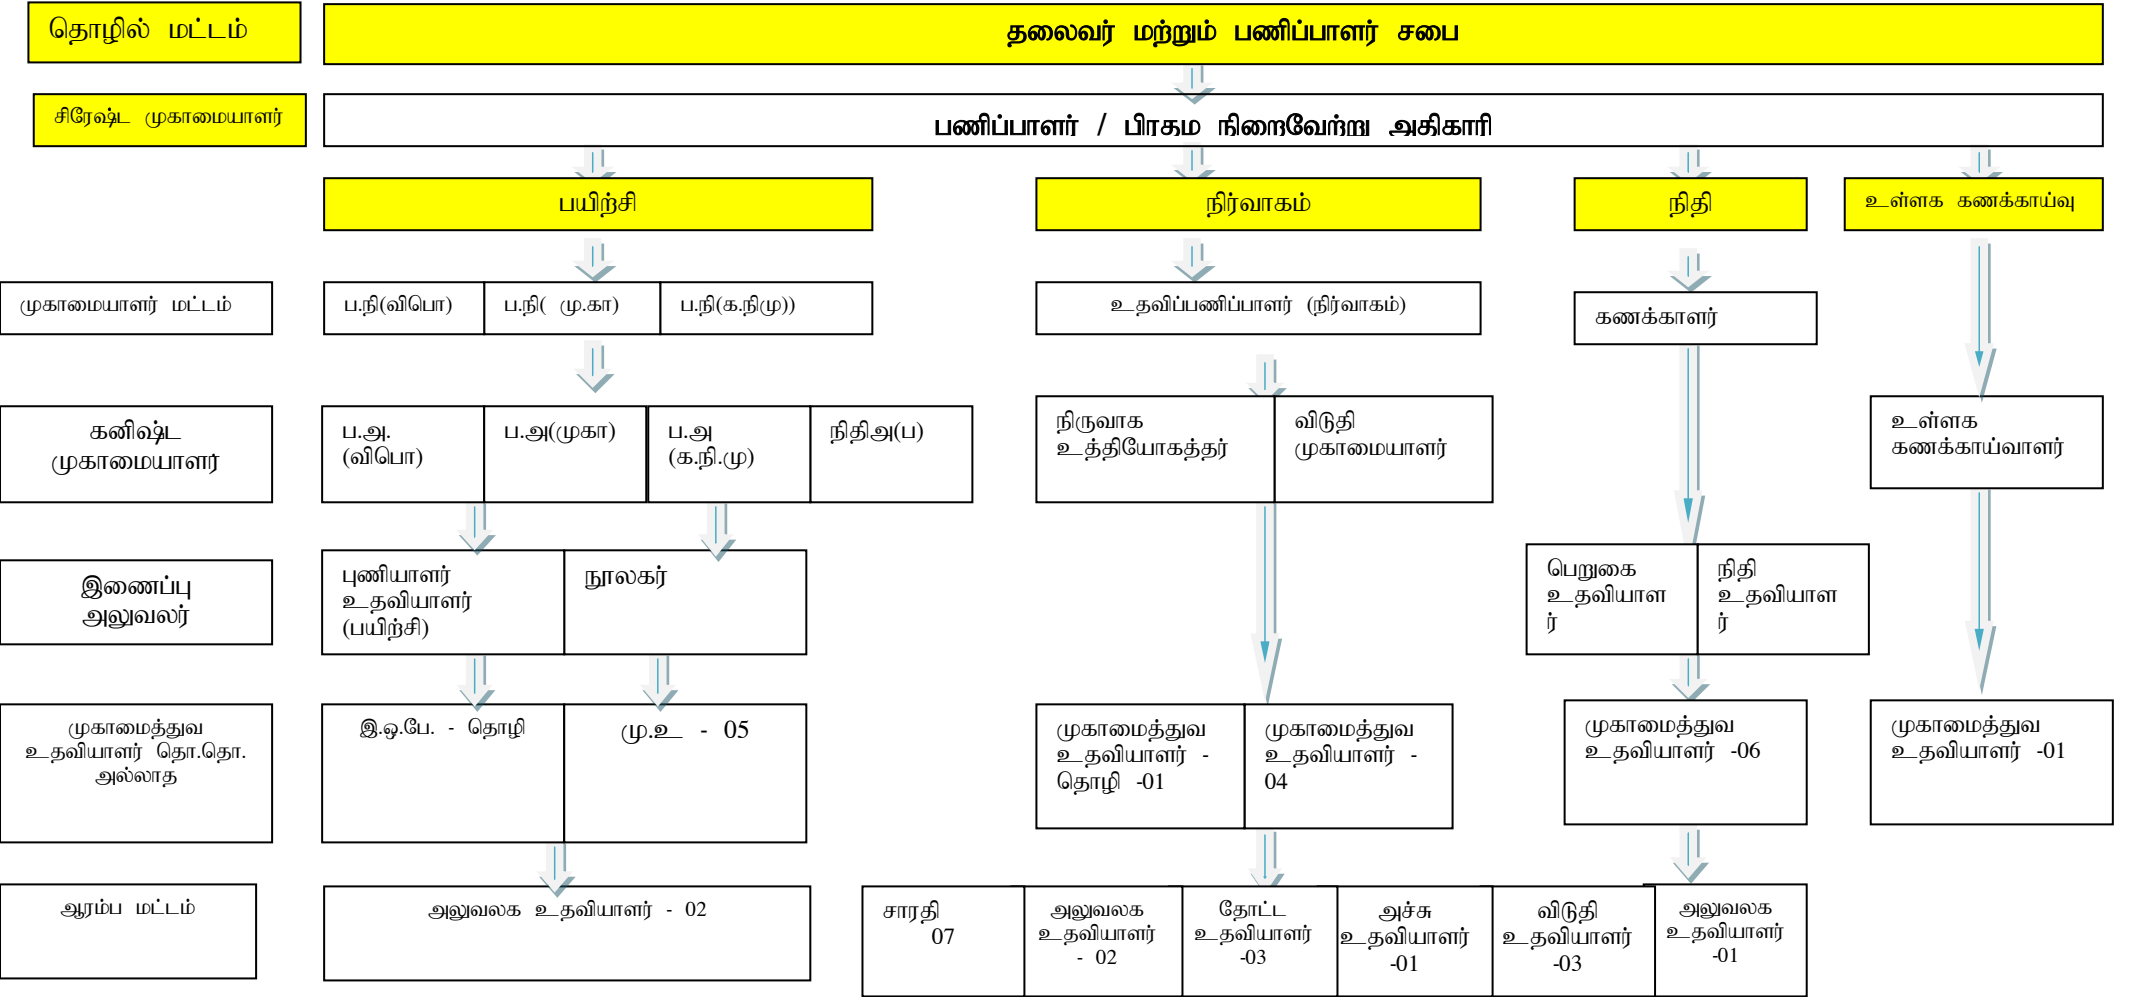 தொழில் மட்டம்
தலைவர் மற்றும் பணிப்பாளர் சபை
சிரேஷ்ட முகாமையாளர்
பணிப்பாளர் / பிரதம நிறைவேற்று அதிகாரி
பயிற்சி
நிர்வாகம்
நிதி
உள்ளக கணக்காய்வு
முகாமையாளர் மட்டம்
ப.நி(விபொ)
ப.நி( மு.கா)
ப.நி(க.நிமு))
உதவிப்பணிப்பாளர் (நிர்வாகம்)
கணக்காளர்
கனிஷ்ட
முகாமையாளர்
ப.அ.
(விபொ)
ப.அ(முகா)
ப.அ
(க.நி.மு)
நிதிஅ(ப)
நிருவாக
உத்தியோகத்தர்
விடுதி
முகாமையாளர்
உள்ளக
கணக்காய்வாளர்
இணைப்பு
அலுவலர்
புணியாளர்
உதவியாளர்
(பயிற்சி)
நூலகர்
பெறுகை
உதவியாள
ர்
நிதி
உதவியாள
ர்
முகாமைத்துவ
உதவியாளர் தொ.தொ.
அல்லாத
இ.ஒ.பே. - தொழி
மு.உ - 05
முகாமைத்துவ
உதவியாளர் -
தொழி -01
முகாமைத்துவ
உதவியாளர் -
04
முகாமைத்துவ
உதவியாளர் -06
முகாமைத்துவ
உதவியாளர் -01
ஆரம்ப மட்டம்
அலுவலக உதவியாளர் - 02
சாரதி
07
அலுவலக
உதவியாளர்
- 02
தோட்ட
உதவியாளர்
-03
அச்சு
உதவியாளர்
-01
விடுதி
உதவியாளர்
-03
அலுவலக
உதவியாளர்
-01